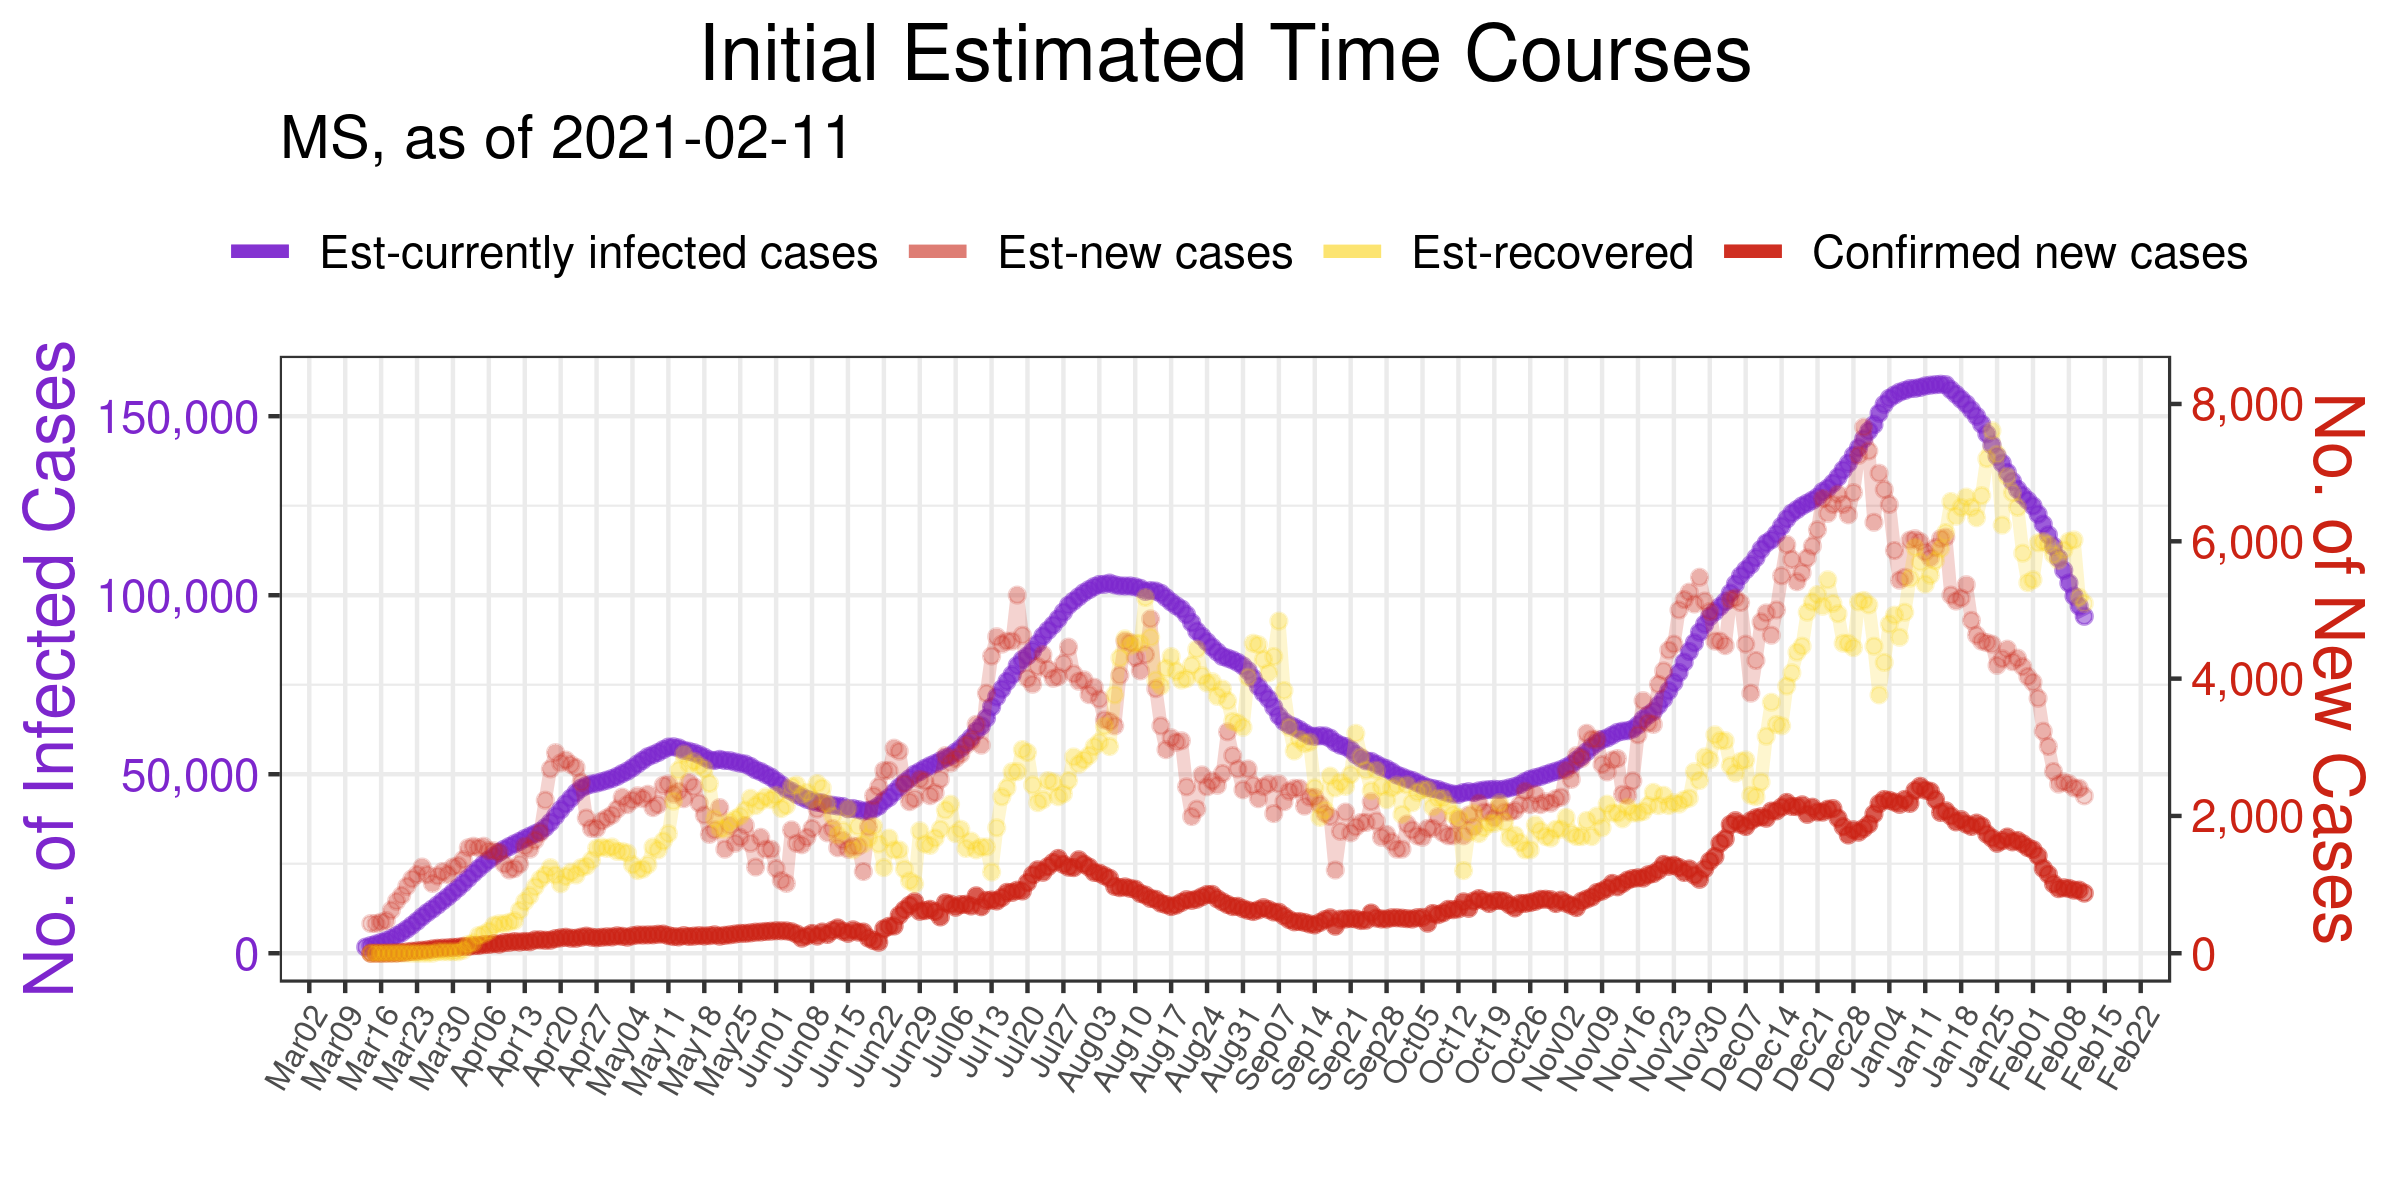 Initial Estimated Time Courses
MS, as of 2021-02-11
Est-currently infected cases
Est-new cases
Est-recovered
Confirmed new cases
No. of Infected Cases
150,000
100,000
50,000
0
8,000
6,000
4,000
2,000
0
No. of New Cases
Mar02
Mar09
Mar16
Mar23
Mar30
Apr06
Apr13
Apr20
Apr27
May04
May11
May18
May25
Jun01
Jun08
Jun15
Jun22
Jun29
Jul06
Jul13
Jul20
Jul27
Aug03
Aug10
Aug17
Aug24
Aug31
Sep07
Sep14
Sep21
Sep28
Oct05
Oct12
Oct19
Oct26
Nov02
Nov09
Nov16
Nov23
Nov30
Dec07
Dec14
Dec21
Dec28
Jan04
Jan11
Jan18
Jan25
Feb01
Feb08
Feb15
Feb22